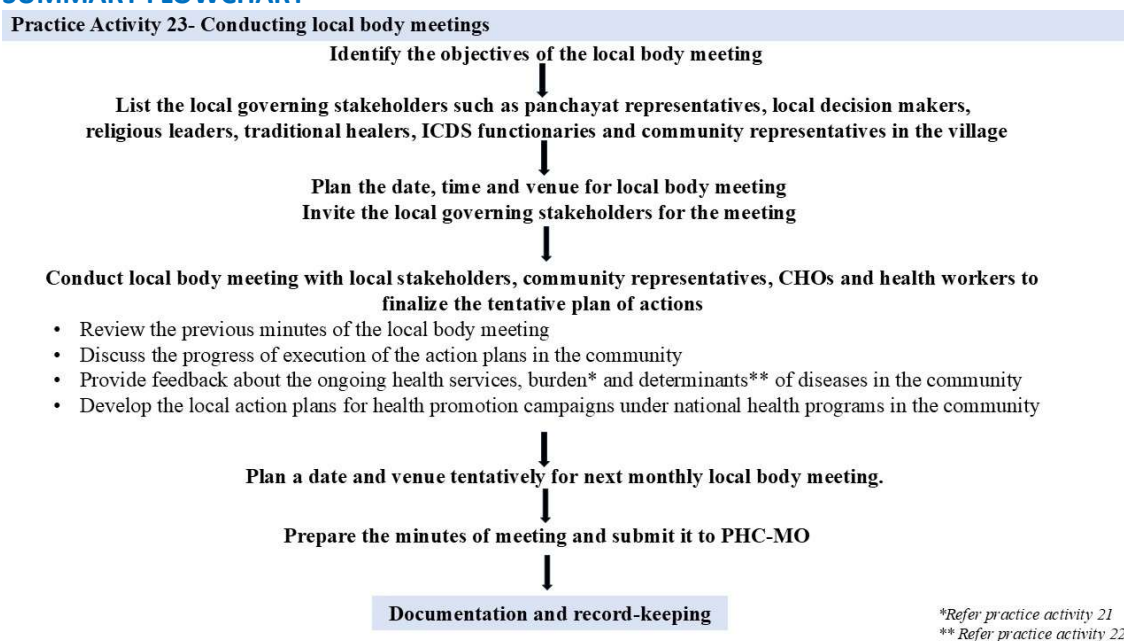 SUMMARY FLOWCHART
Practice Activity 23- Conducting local body meetings
Identify the objectives of the local body meeting
List the local governing stakeholders such as panchayat representatives, local decision makers,
religious leaders, traditional healers, ICDS functionaries and community representatives in the village
Plan the date, time and venue for local body meeting
Invite the local governing stakeholders for the meeting
Conduct local body meeting with local stakeholders, community representatives, CHOs and health workers to
finalize the tentative plan of actions
• Review the previous minutes of the local body meeting
• Discuss the progress of execution of the action plans in the community
• Provide feedback about the ongoing health services, burden* and determinants** of diseases in the community
• Develop the local action plans for health promotion campaigns under national health programs in the community
Plan a date and venue tentatively for next monthly local body meeting.
Prepare the minutes of meeting and submit it to PHC-MO
Documentation and record-keeping
*Refer practice activity 21
** Refer practice activity 22